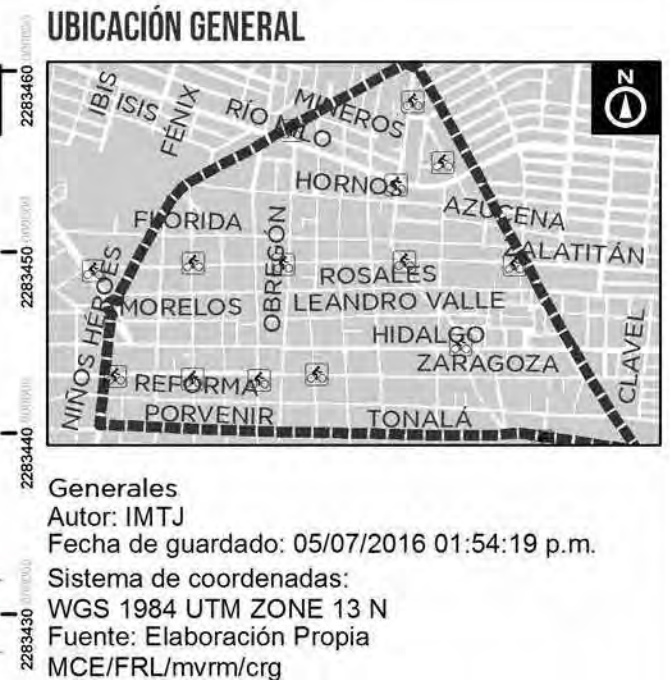 UBICACIÓN GENERAL
N
IBIS
ISIS
FÉNIX
RÍO NILO
MINEROS
HORNOS
AZUCENA
FLORIDA
OBREGÓN
ZALATITÁN
ROSALES
NIÑOS HÉROES
MORELOS
LEANDRO VALLE
HIDALGO
ZARAGOZA
CLAVEL
REFORMA
PORVENIR
TONALÁ
2283460
2283450
2283440
2283430
Generales
Autor: IMTJ
Fecha de guardado: 05/07/2016 01:54:19 p.m.
Sistema de coordenadas:
WGS 1984 UTM ZONE 13 N
Fuente: Elaboración Propia
MCE/FRL/mvrm/crg